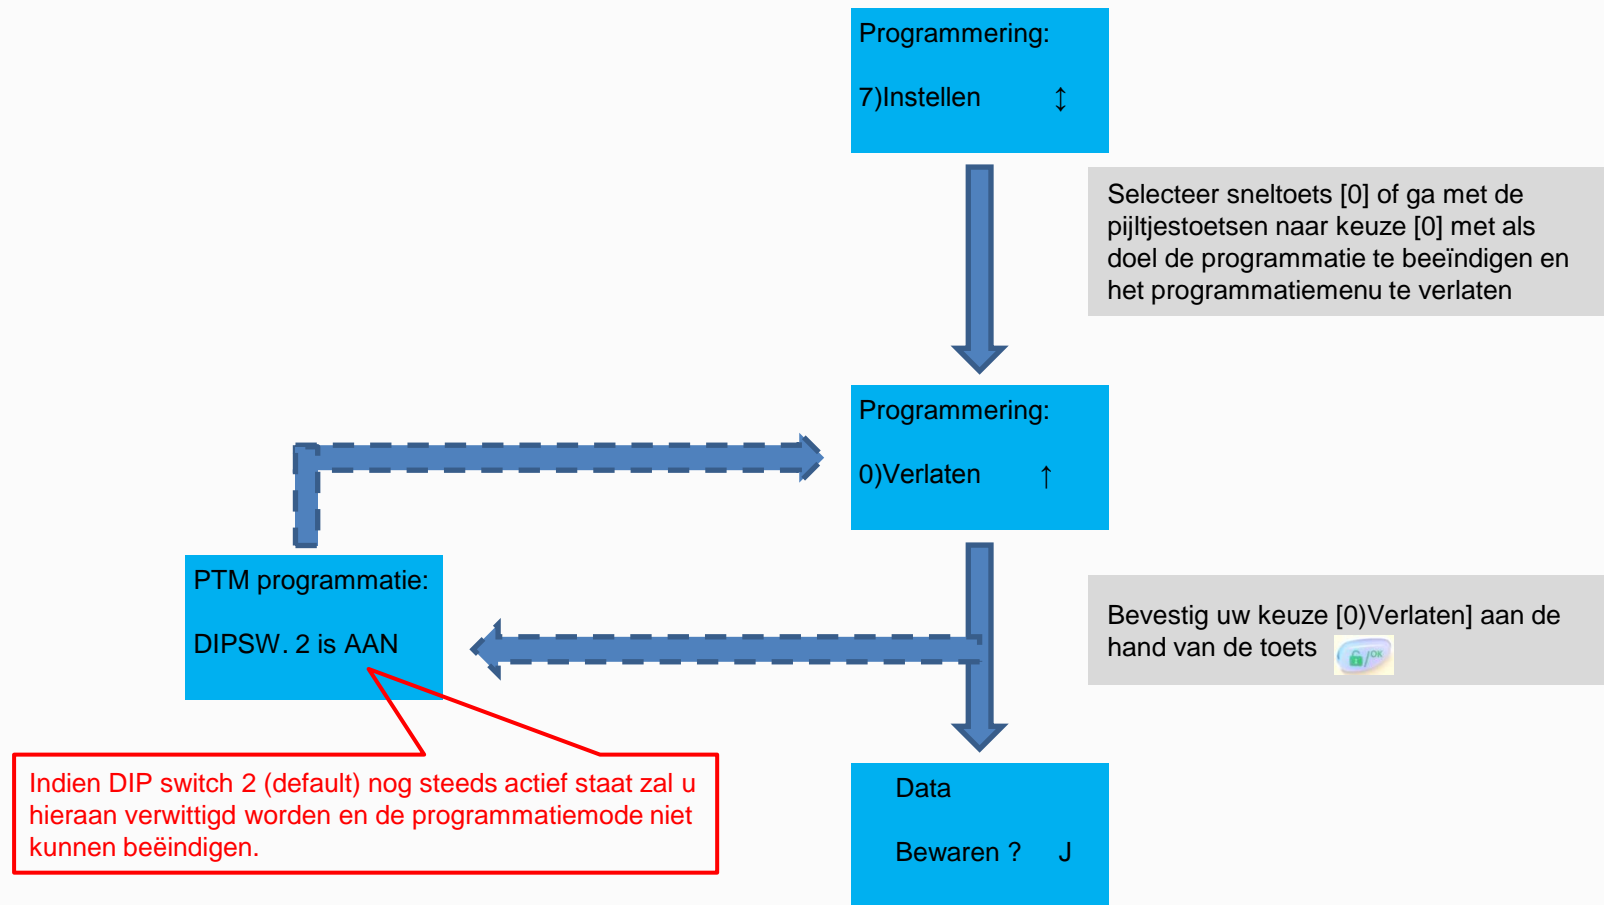 Programmering:
7)Instellen ↕
Selecteer sneltoets [0] of ga met de
pijltjestoetsen naar keuze [0] met als
doel de programmatie te beeïndigen en
het programmatiemenu te verlaten
Programmering:
0)Verlaten ↑
PTM programmatie:
DIPSW. 2 is AAN
Bevestig uw keuze [0)Verlaten] aan de
hand van de toets
/OK
Indien DIP switch 2 (default) nog steeds actief staat zal u
hieraan verwittigd worden en de programmatiemode niet
kunnen beëindigen.
Data
Bewaren ? J